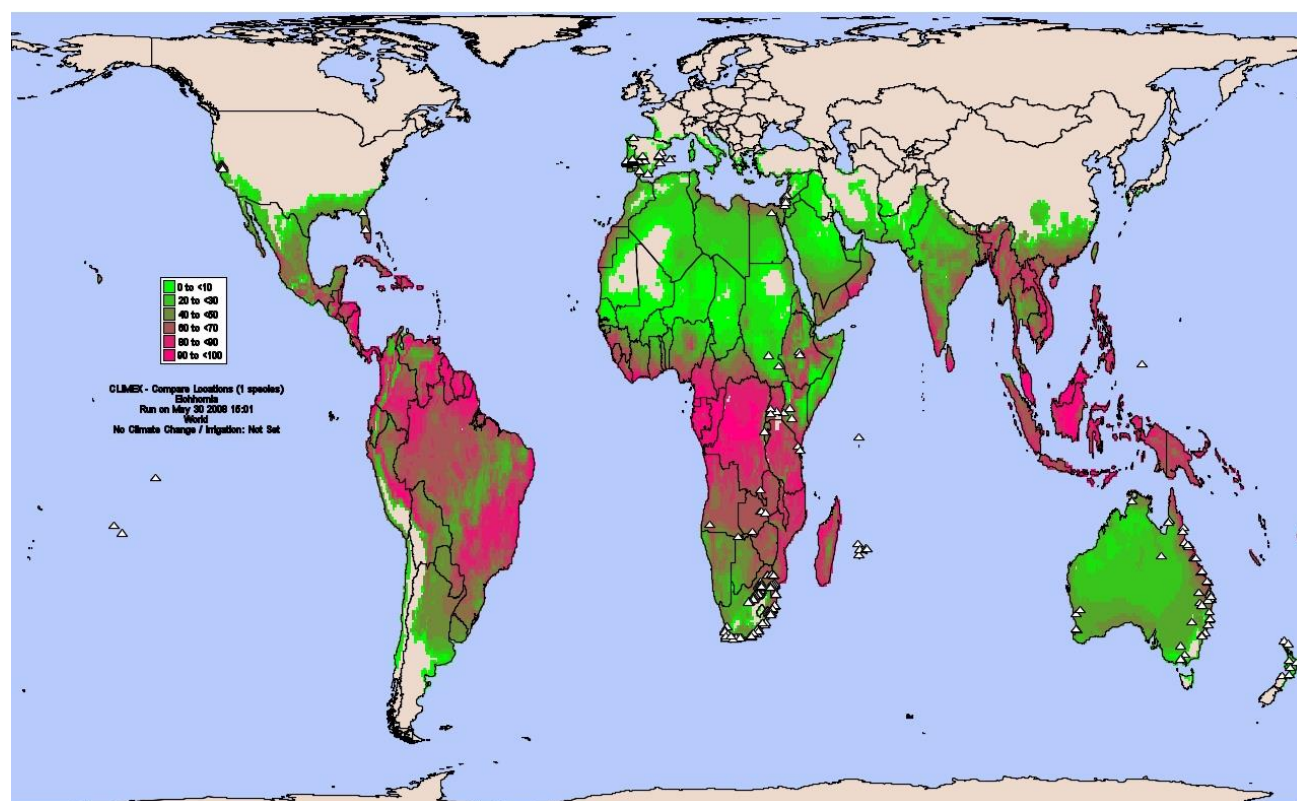 0 to <10
20 to <30
40 to <50
60 to <70
80 to <90
90 to <100
CLIMEX - Compare Locations (1 species)
Eichhornia
Run on May 30 2008 15:01
World
No Climate Change / Irrigation: Not Set